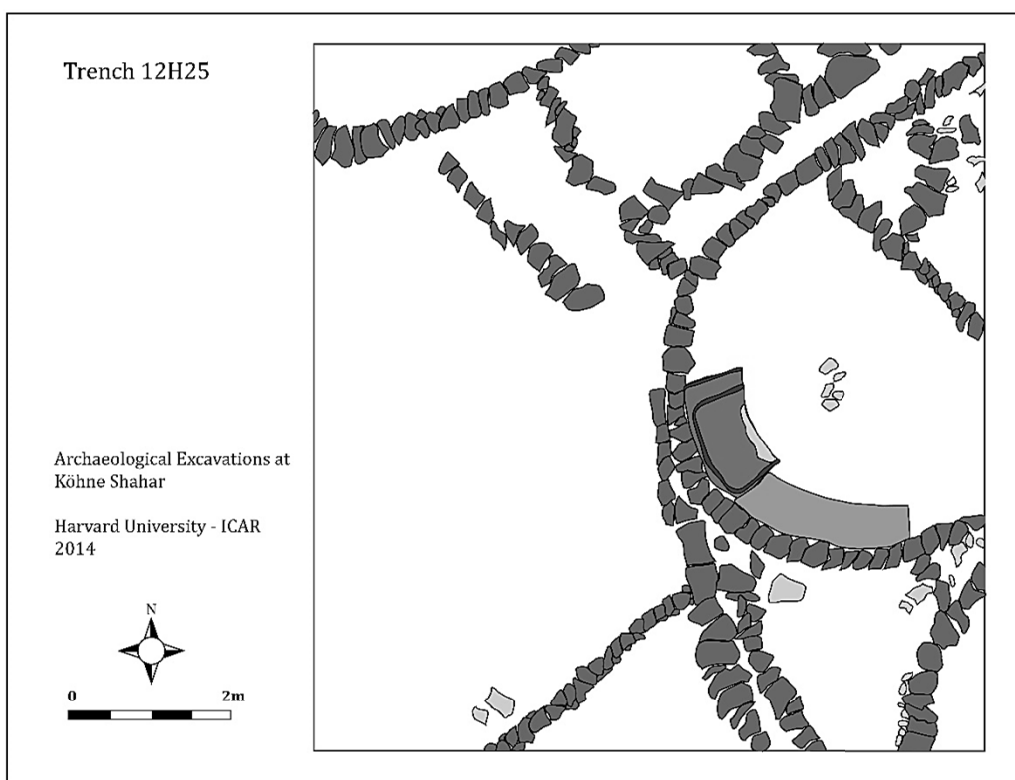 Trench 12H25
Archaeological Excavations at
Köhne Shahar
Harvard University - ICAR
2014
N
0 2m